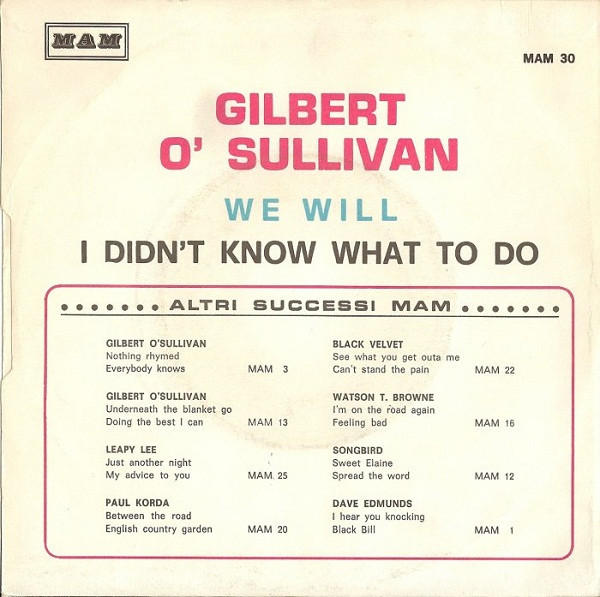 MAM
MAM 30
GILBERT
O' SULLIVAN
WE WILL
I DIDN'T KNOW WHAT TO DO
ALTRI SUCCESSI MAM
GILBERT O'SULLIVAN
Nothing rhymed
Everybody knows MAM 3
GILBERT O'SULLIVAN
Underneath the blanket go
Doing the best I can MAM 13
LEAPY LEE
Just another night
My advice to you MAM 25
PAUL KORDA
Between the road
English country garden MAM 20
BLACK VELVET
See what you get outa me
Can't stand the pain MAM 22
WATSON T. BROWNE
I'm on the road again
Feeling bad MAM 16
SONGBIRD
Sweet Elaine
Spread the word MAM 12
DAVE EDMUNDS
I hear you knocking
Black Bill MAM 1